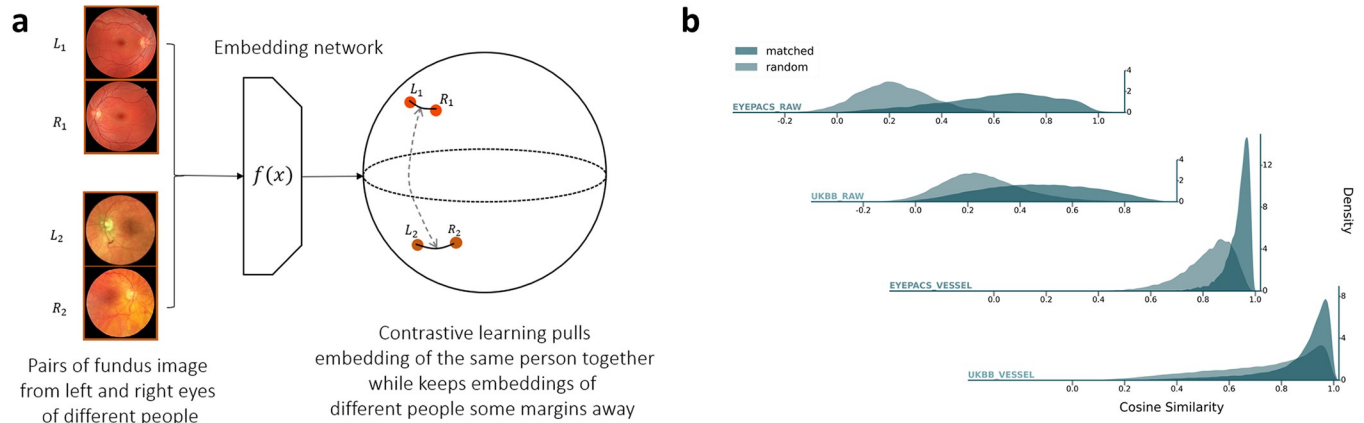 a
L1
R1
L2
R2
Pairs of fundus image
from left and right eyes
of different people
Embedding network
f(x)
L1 R1
L2 R2
Contrastive learning pulls
embedding of the same person together
while keeps embeddings of
different people some margins away
b
matched
random
EYEPACS_RAW
4
2
0
-0.2 0.0 0.2 0.4 0.6 0.8 1.0
UKBB_RAW
4
2
0
-0.2 0.0 0.2 0.4 0.6 0.8
EYEPACS_VESSEL
12
8
4
0
0.0 0.2 0.4 0.6 0.8 1.0
UKBB_VESSEL
8
4
0
0.0 0.2 0.4 0.6 0.8 1.0
Cosine Similarity
Density